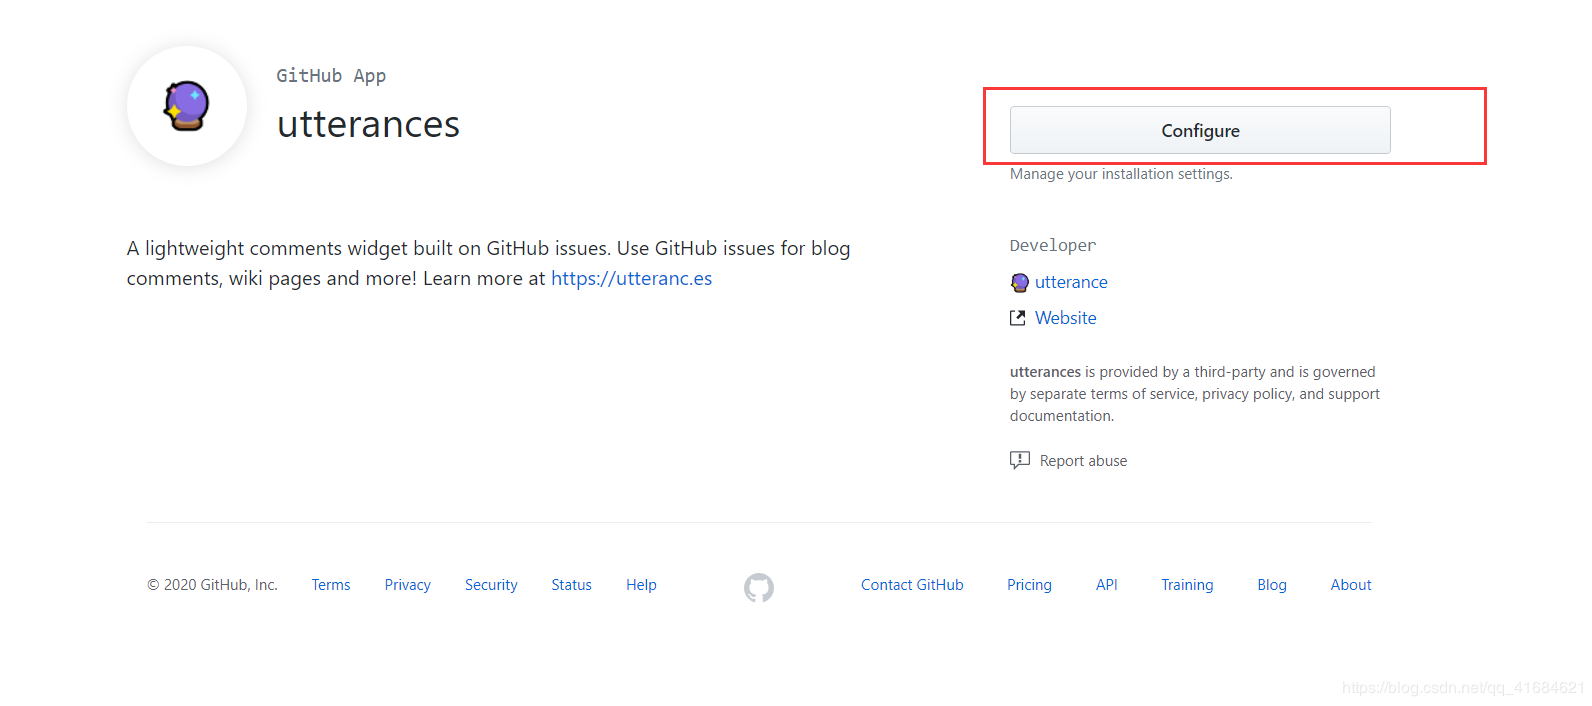 GitHub App
utterances
Configure
Manage your installation settings.
A lightweight comments widget built on GitHub issues. Use GitHub issues for blog
comments, wiki pages and more! Learn more at https://utteranc.es
Developer
utterance
Website
utterances is provided by a third-party and is governed
by separate terms of service, privacy policy, and support
documentation.
Report abuse
© 2020 GitHub, Inc. Terms Privacy Security Status Help Contact GitHub Pricing API Training Blog About
https://blog.csdn.net/qq_41684621